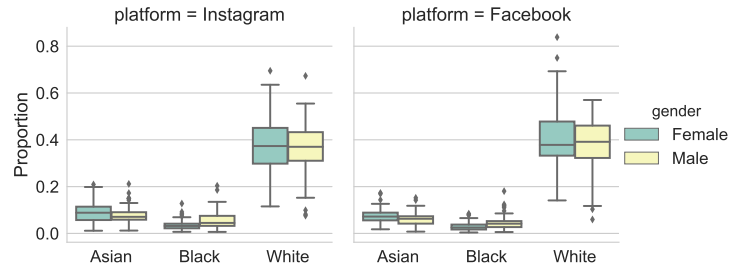 platform = Instagram
platform = Facebook
Proportion
0.8
0.6
0.4
0.2
0.0
Asian
Black
White
Asian
Black
White
gender
Female
Male